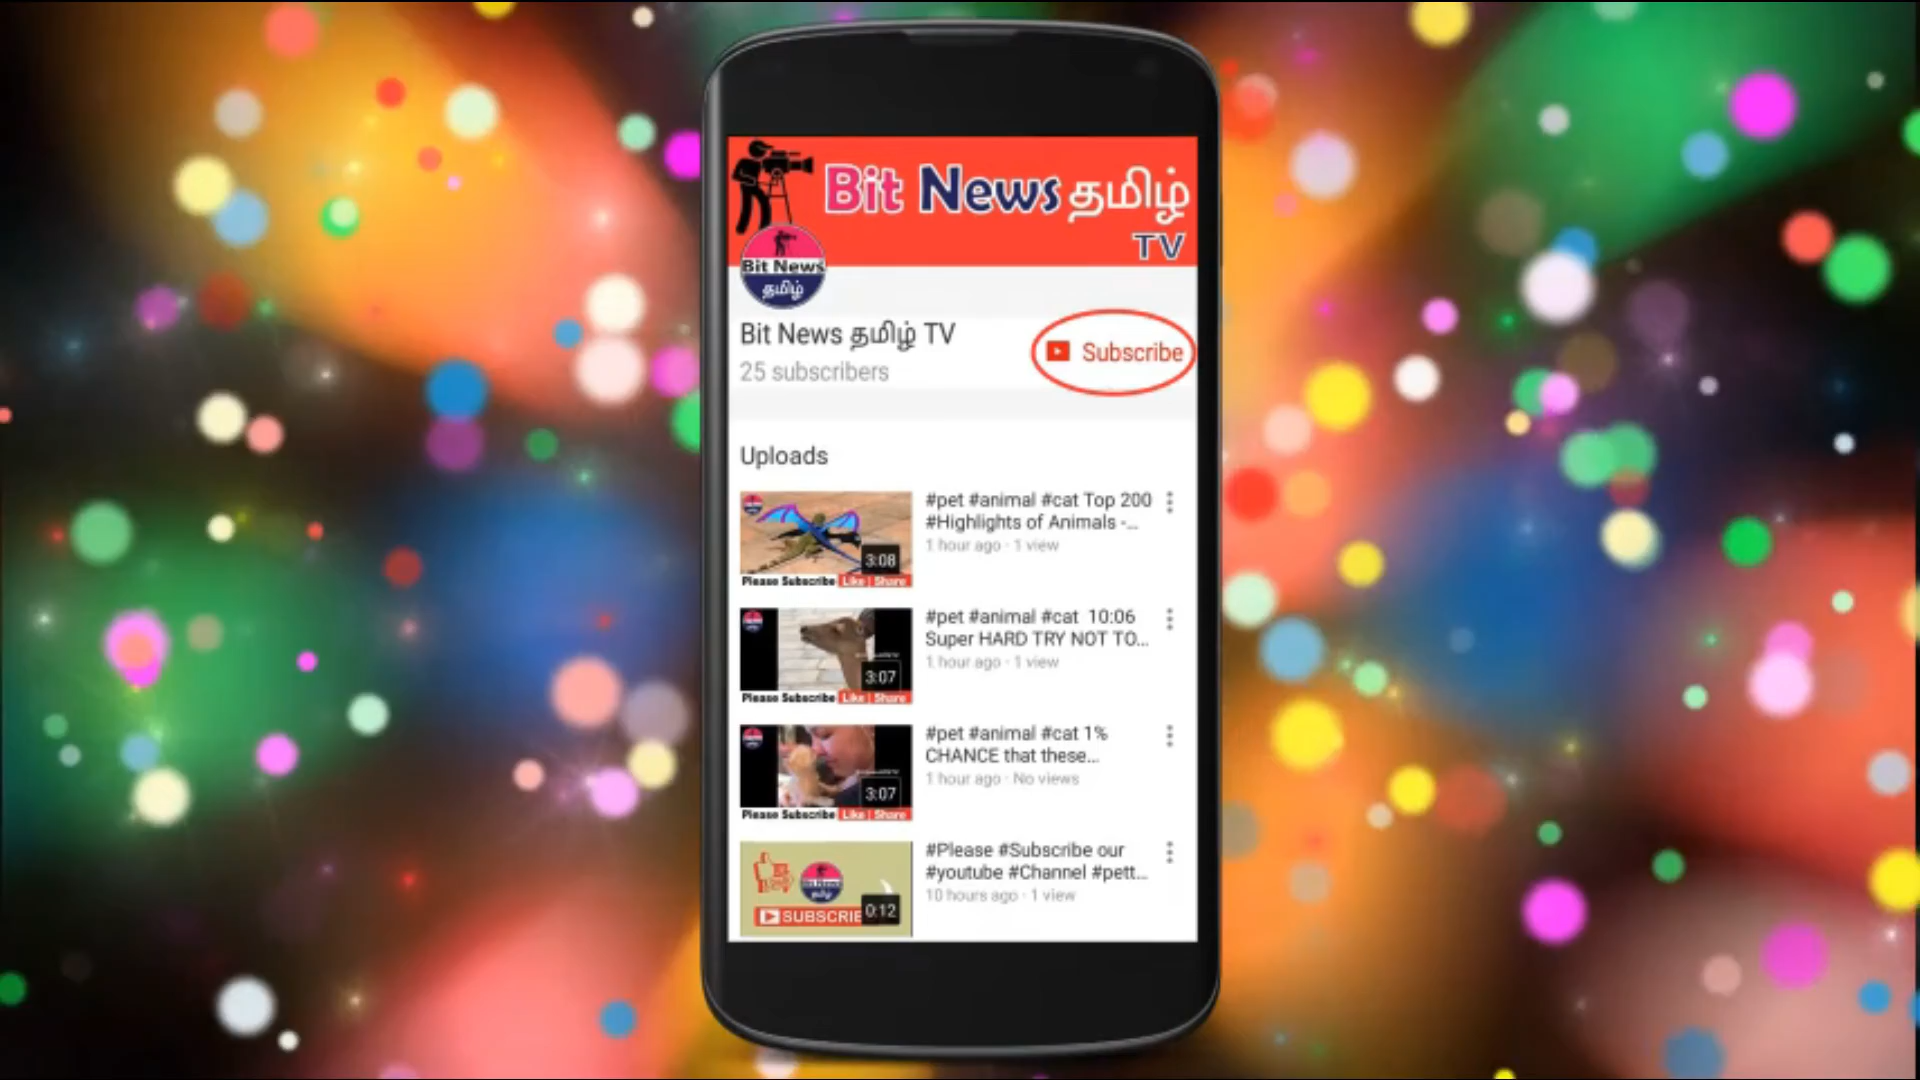 Bit News தமிழ்
TV
Bit News
தமிழ்
Bit News தமிழ் TV
25 subscribers
Subscribe
Uploads
#pet #animal #cat Top 200
#Highlights of Animals -...
1 hour ago · 1 view
3:08
Please Subscribe Like | Share
#pet #animal #cat 10:06
Super HARD TRY NOT TO...
1 hour ago · 1 view
3:07
Please Subscribe Like | Share
#pet #animal #cat 1%
CHANCE that these...
1 hour ago · No views
3:07
Please Subscribe Like | Share
#Please #Subscribe our
#youtube #Channel #pett...
10 hours ago · 1 view
Bit News
தமிழ்
SUBSCRIBE
0:12